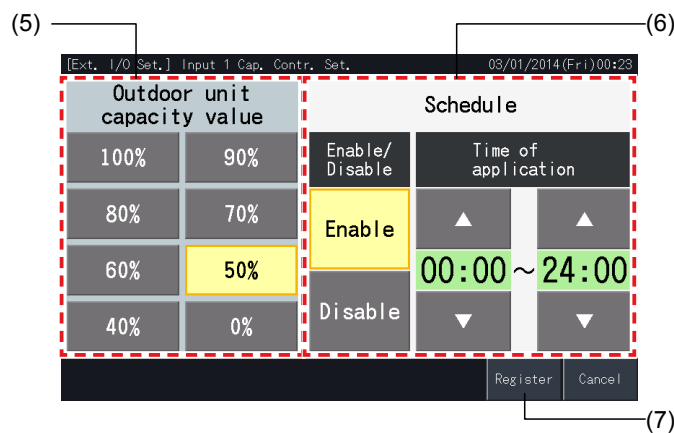 (5)
(6)
[Ext. I/O Set.] Input 1 Cap. Contr. Set. 03/01/2014(Fri)00:23
Outdoor unit
capacity value
Schedule
100% 90%
Enable/
Disable
Time of
application
80% 70%
Enable
60% 50%
00:00~24:00
40% 0%
Disable
Register Cancel
(7)